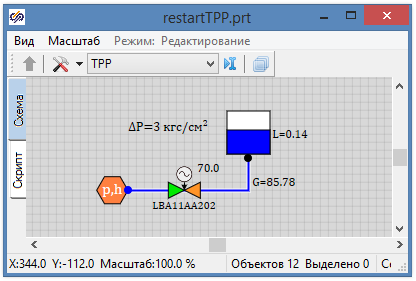 restartTPP.prt
Вид Масштаб Режим: Редактирование
TPP
Схема
Скрипт
ΔP=3 кгс/см²
L=0.14
70.0
p,h
G=85.78
LBA11AA202
X:344.0 Y:-112.0 Масштаб:100.0 % Объектов 12 Выделено 0 Сс